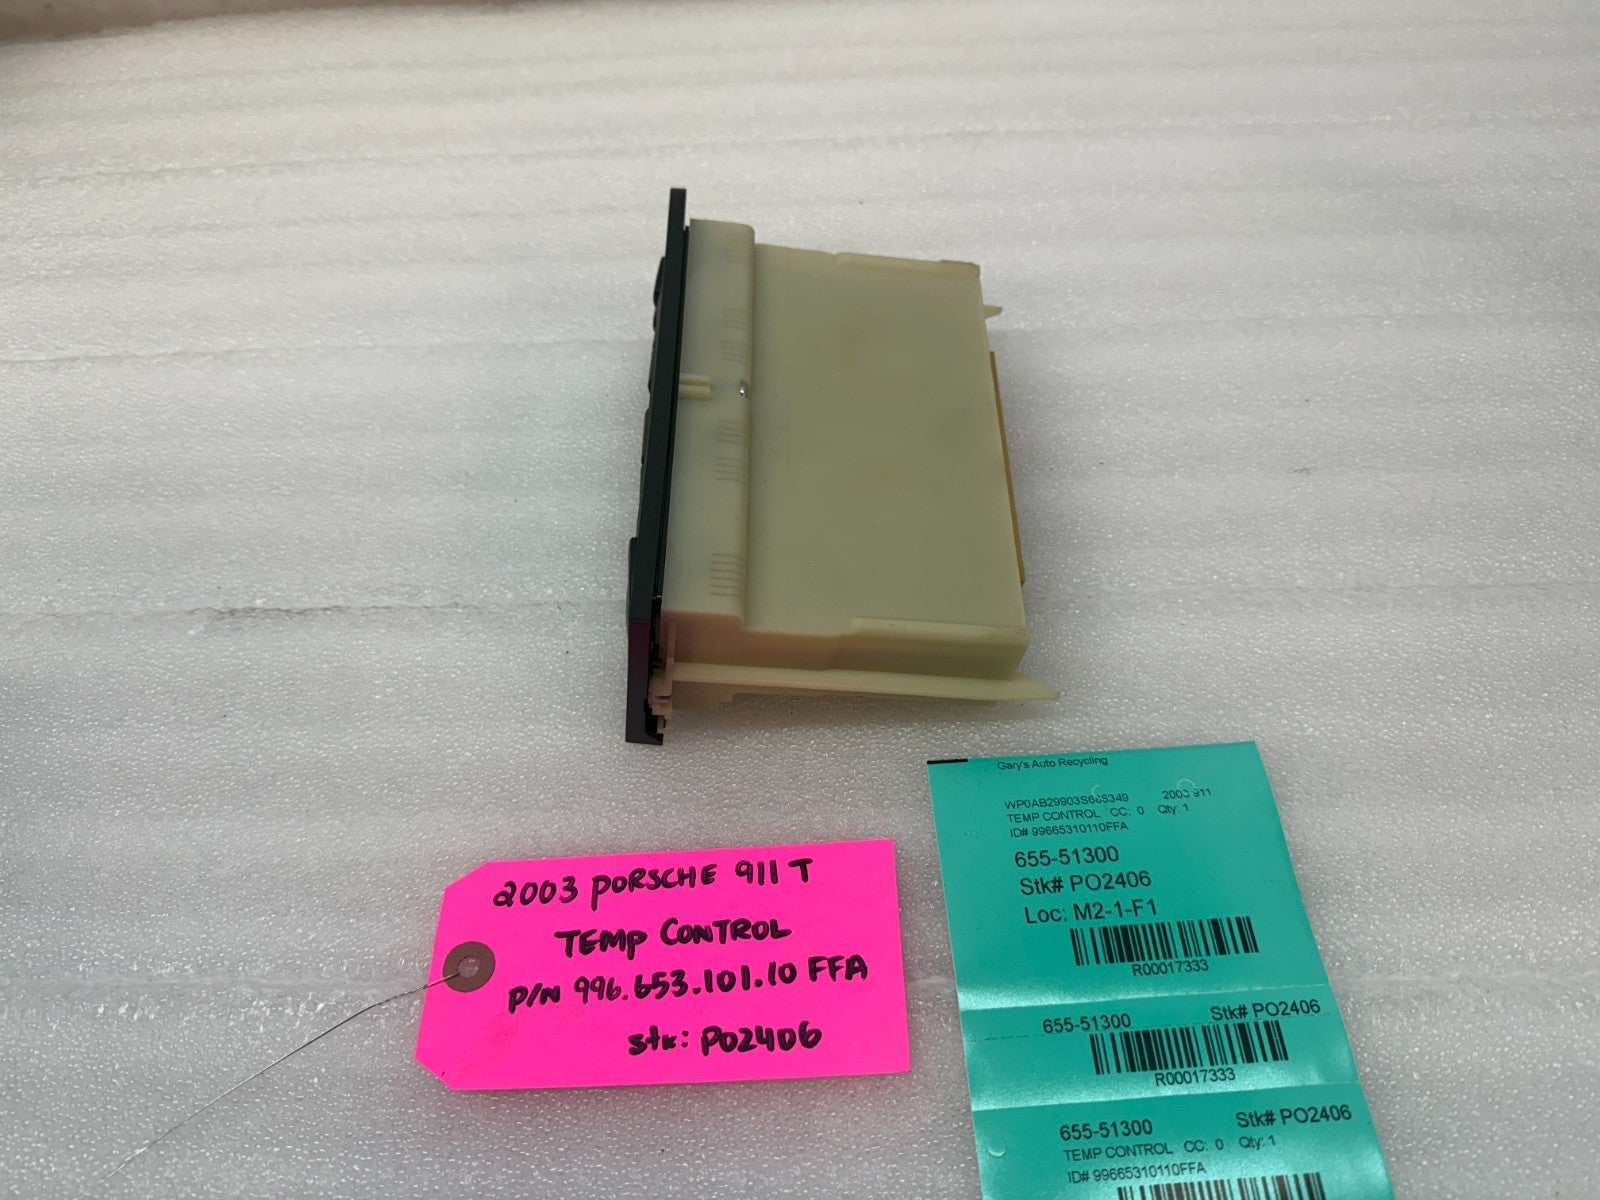 2003 PORSCHE 911 T
TEMP CONTROL
P/N 996.653.101.10 FFA
stk: PO2406
Gary's Auto Recycling
2003 911
TEMP CONTROL CC: 0 Qty: 1
ID# 99665310110FFA
655-51300
Stk# PO2406
Loc: M2-1-F1
R00017333
655-51300 Stk# PO2406
R00017333
655-51300 Stk# PO2406
TEMP CONTROL CC: 0 Qty: 1
ID# 99665310110FFA